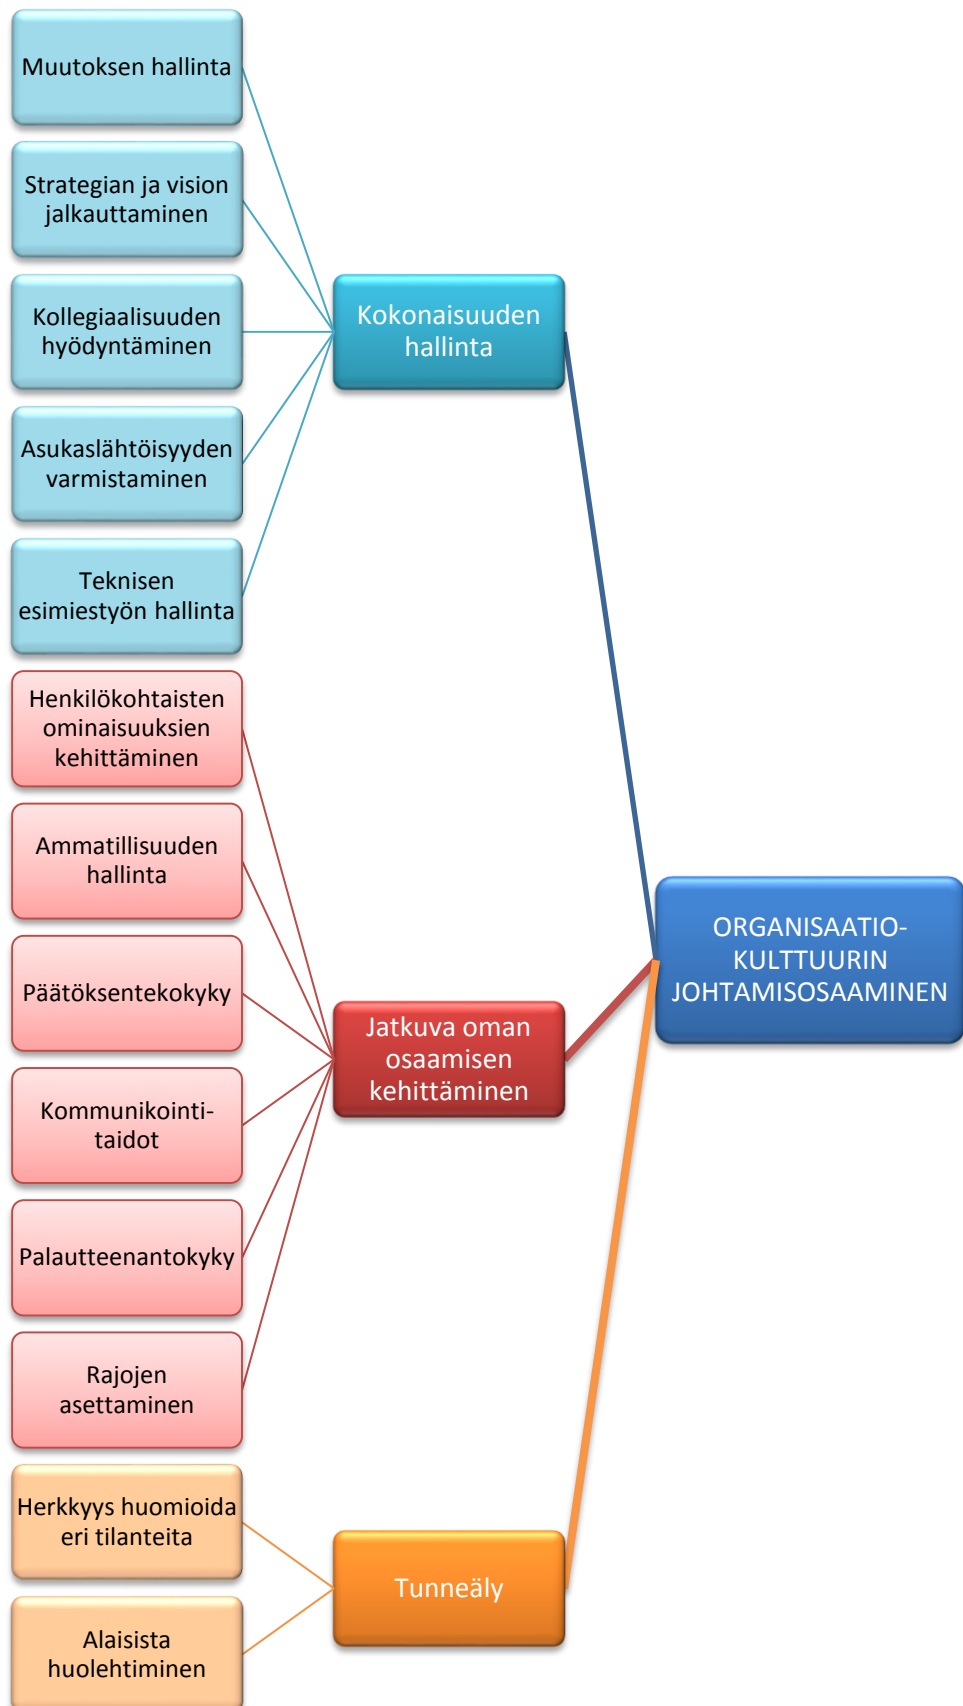 Muutoksen hallinta
Strategian ja vision
jalkauttaminen
Kollegiaalisuuden
hyödyntäminen
Asukaslähtöisyyden
varmistaminen
Teknisen
esimiestyön hallinta
Kokonaisuuden
hallinta
Henkilökohtaisten
ominaisuuksien
kehittäminen
Ammatillisuuden
hallinta
Päätöksentekokyky
Kommunikointi-
taidot
Palautteenantokyky
Rajojen
asettaminen
Jatkuva oman
osaamisen
kehittäminen
Herkkyys huomioida
eri tilanteita
Alaisista
huolehtiminen
Tunneäly
ORGANISAATIO-
KULTTUURIN
JOHTAMISOSAAMINEN